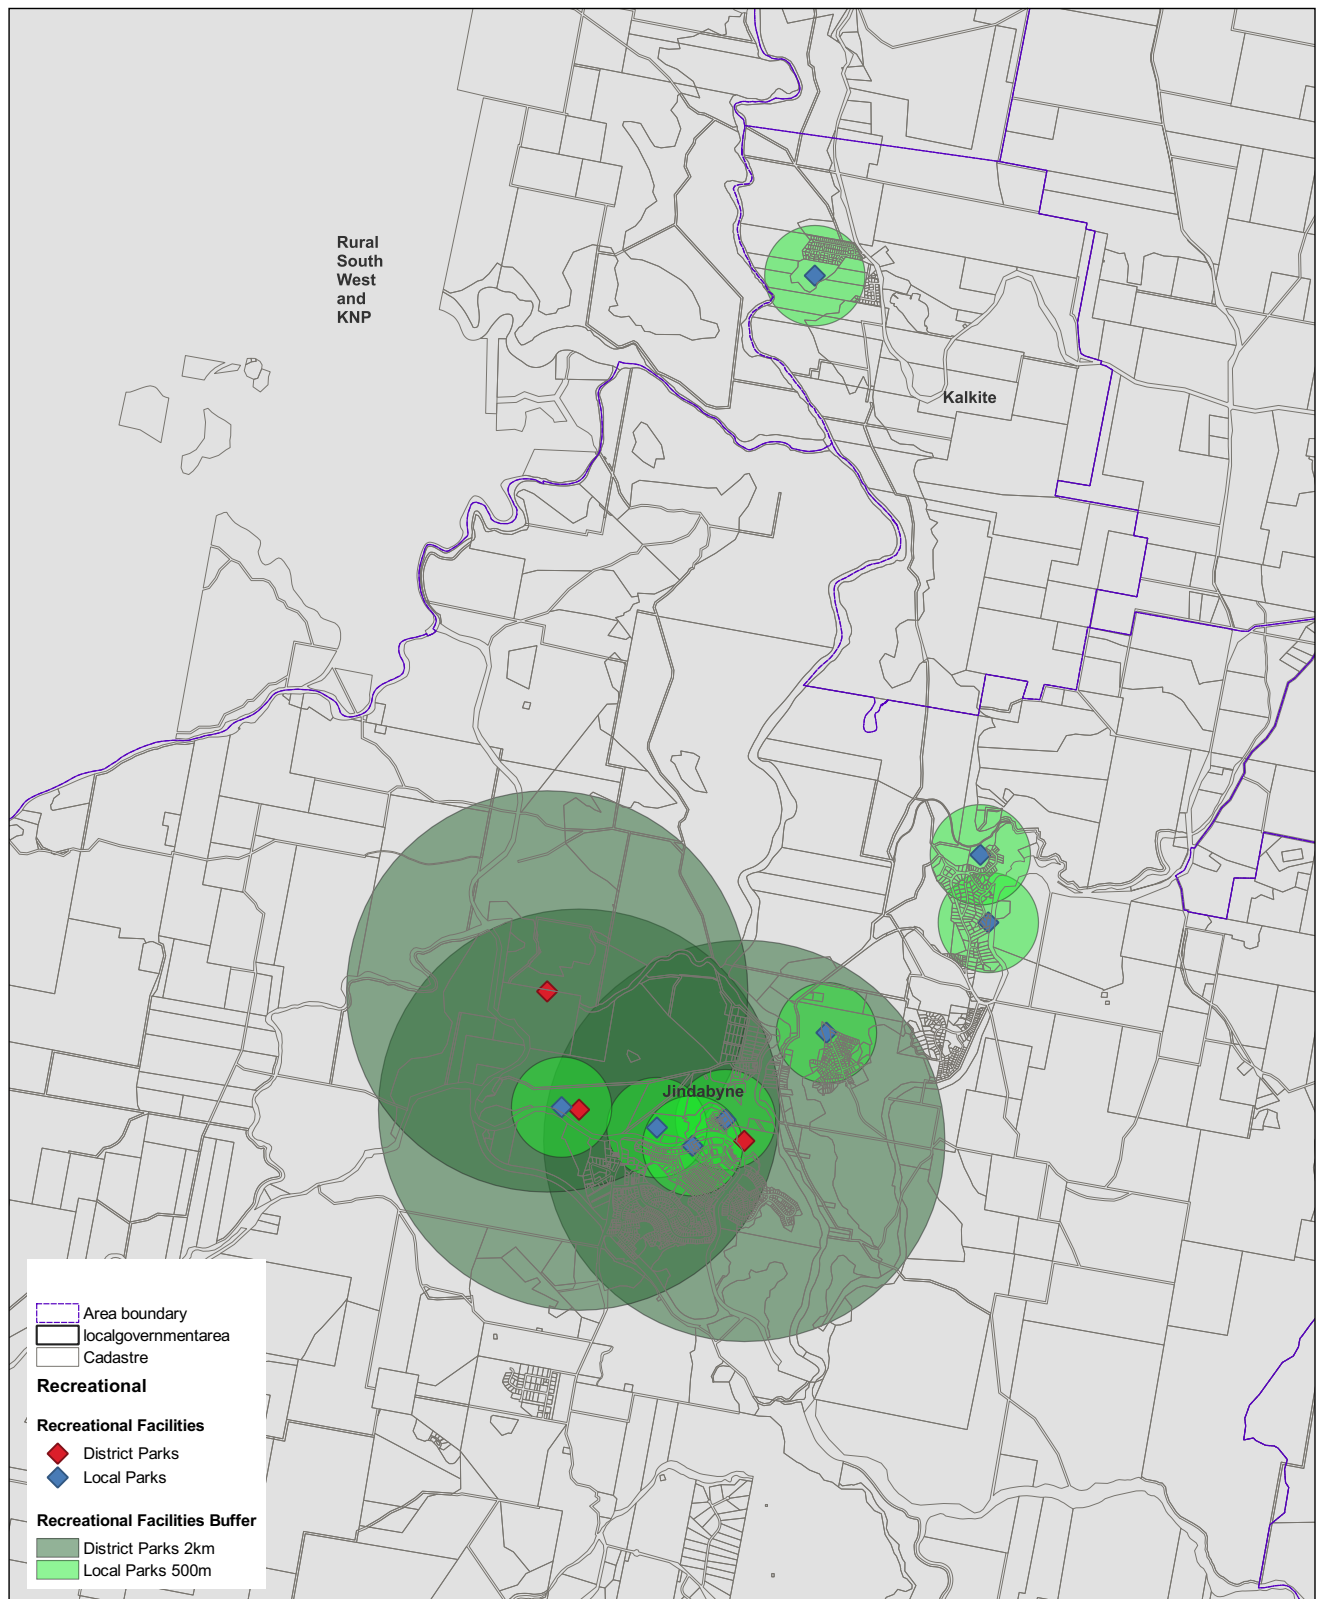 Rural
South
West
and
KNP
Kalkite
Jindabyne
Area boundary
localgovernmentarea
Cadastre
Recreational
Recreational Facilities
District Parks
Local Parks
Recreational Facilities Buffer
District Parks 2km
Local Parks 500m